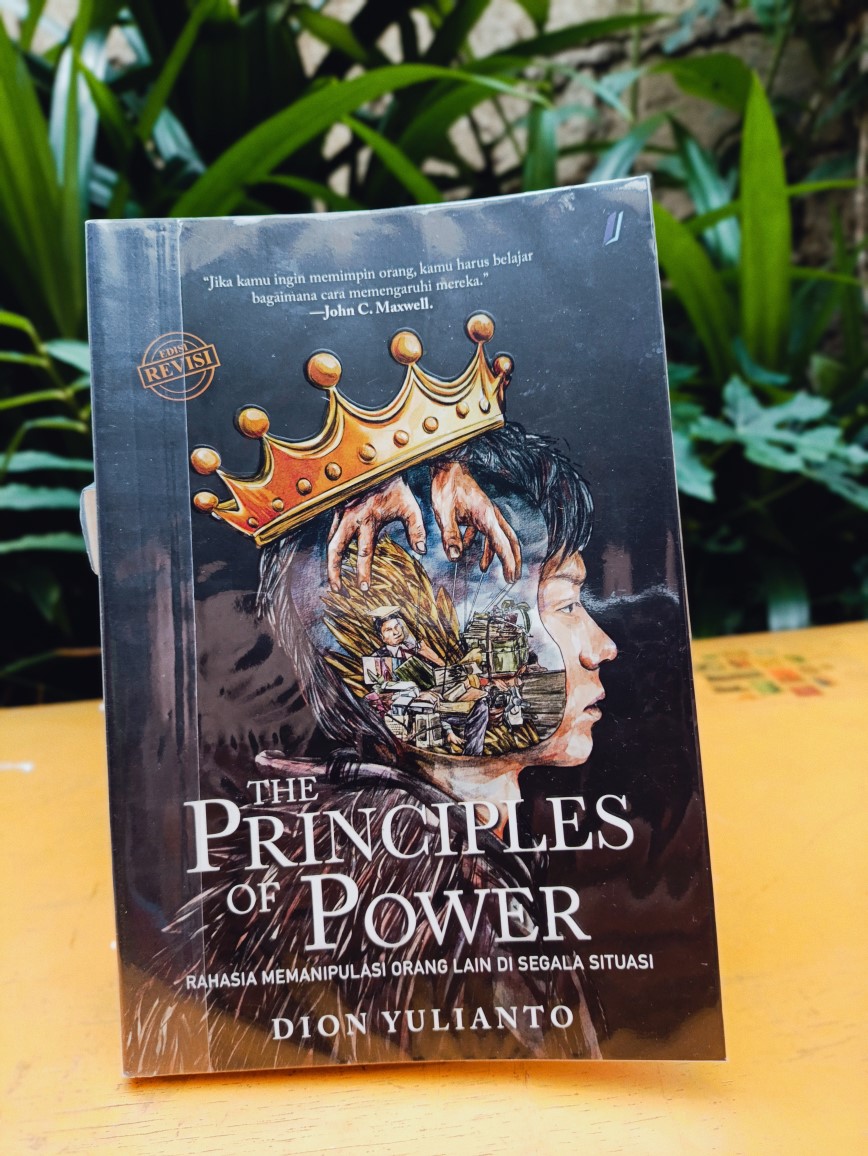 “Jika kamu ingin memimpin orang, kamu harus belajar
bagaimana cara memengaruhi mereka.”
—John C. Maxwell.
EDISI
REVISI
THE
PRINCIPLES
OF POWER
RAHASIA MEMANIPULASI ORANG LAIN DI SEGALA SITUASI
DION YULIANTO